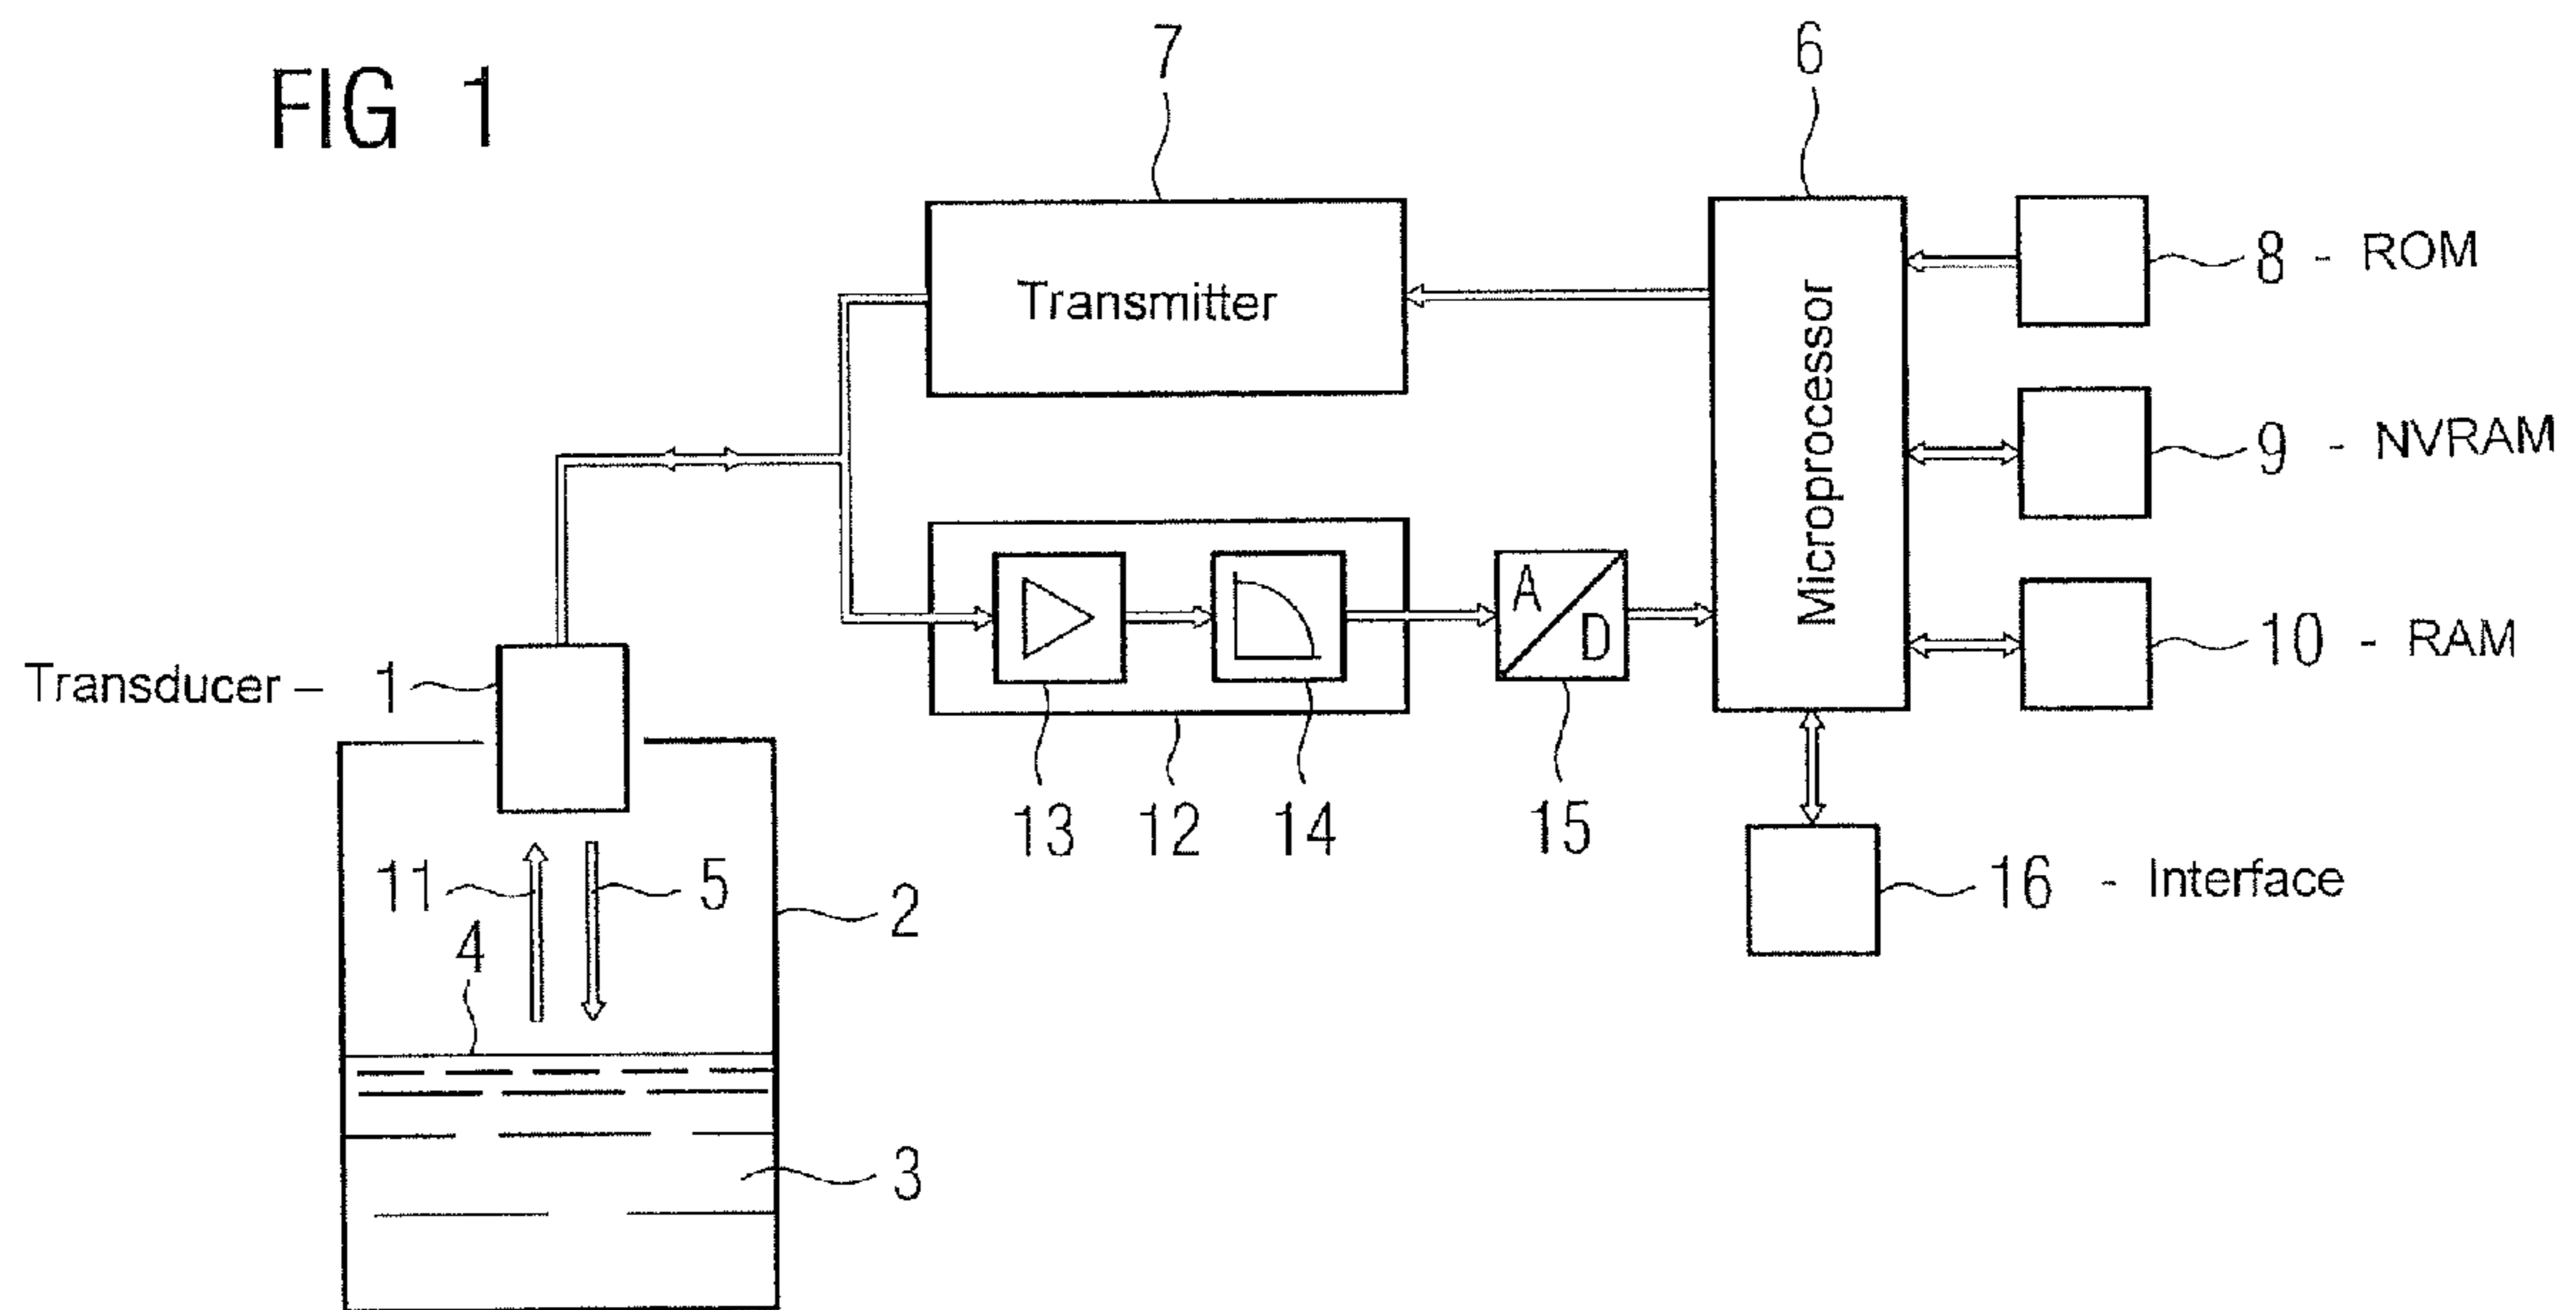 FIG 1
7
6
Transmitter
Microprocessor
8 - ROM
9 - NVRAM
10 - RAM
A
D
Transducer – 1
13
12
14
15
16 - Interface
11
5
2
4
3